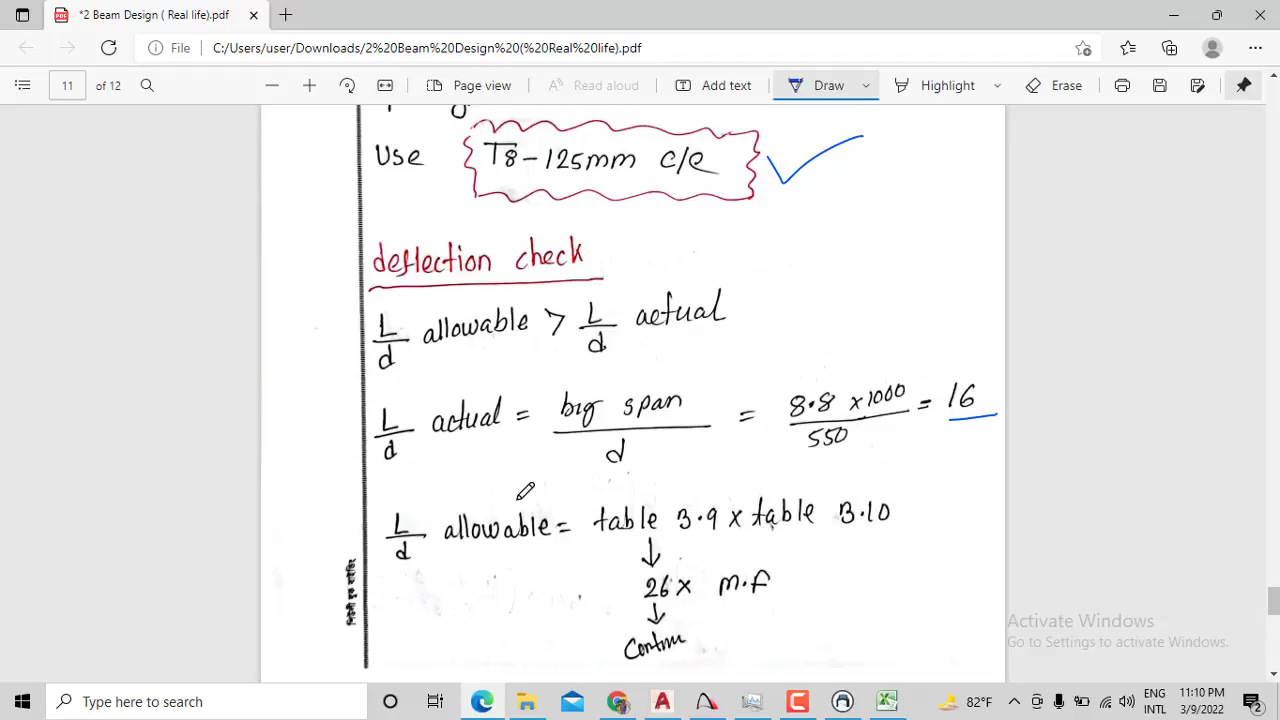 *2 Beam Design ( Real life).pdf
File
C:/Users/user/Downloads/2%20Beam%20Design%20(%20Real%20life).pdf
11 of 12
Page view
Read aloud
Add text
Draw
Highlight
Erase
Use T8-125mm c/c
deflection check
L/d allowable > L/d actual
L/d actual = big span / d = 8.8 x 1000 / 550 = 16
L/d allowable = table 3.9 x table 3.10
↓
26 x m.f
↓
Contin
Activate Windows
Go to Settings to activate Windows.
Type here to search
82°F
ENG
INTL
11:10 PM
3/9/2022
2